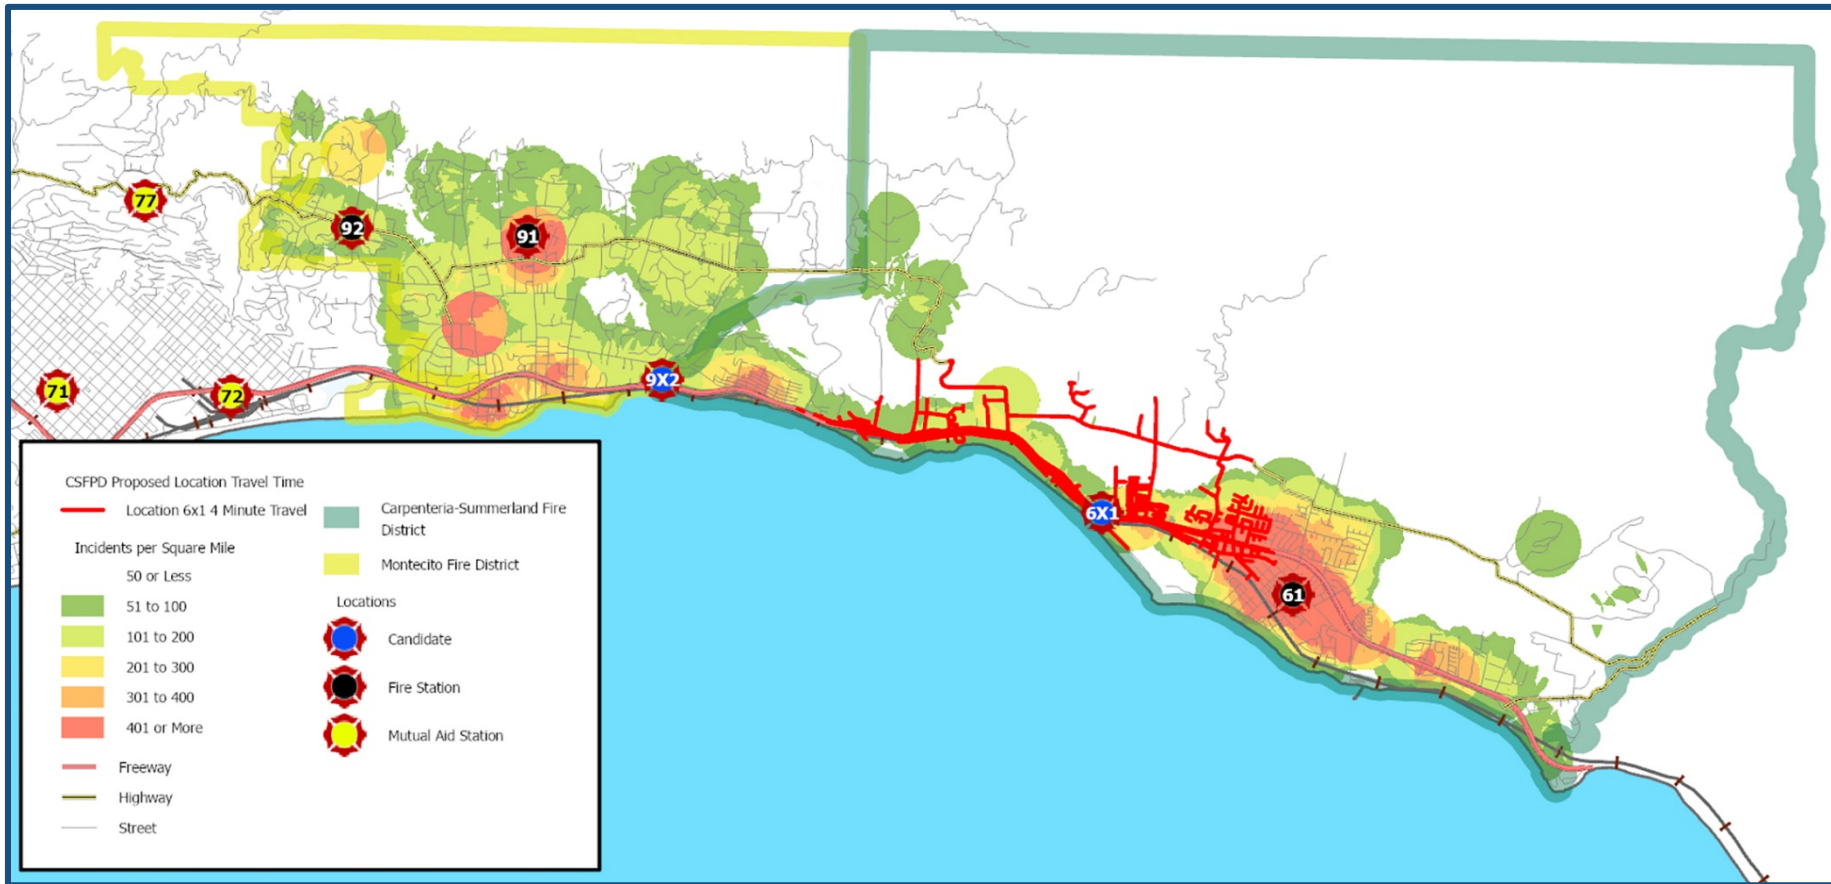 77
92
91
9X2
71
72
6X1
61
CSFPD Proposed Location Travel Time
Location 6x1 4 Minute Travel
Incidents per Square Mile
50 or Less
51 to 100
101 to 200
201 to 300
301 to 400
401 or More
Freeway
Highway
Street
Carpenteria-Summerland Fire
District
Montecito Fire District
Locations
Candidate
Fire Station
Mutual Aid Station